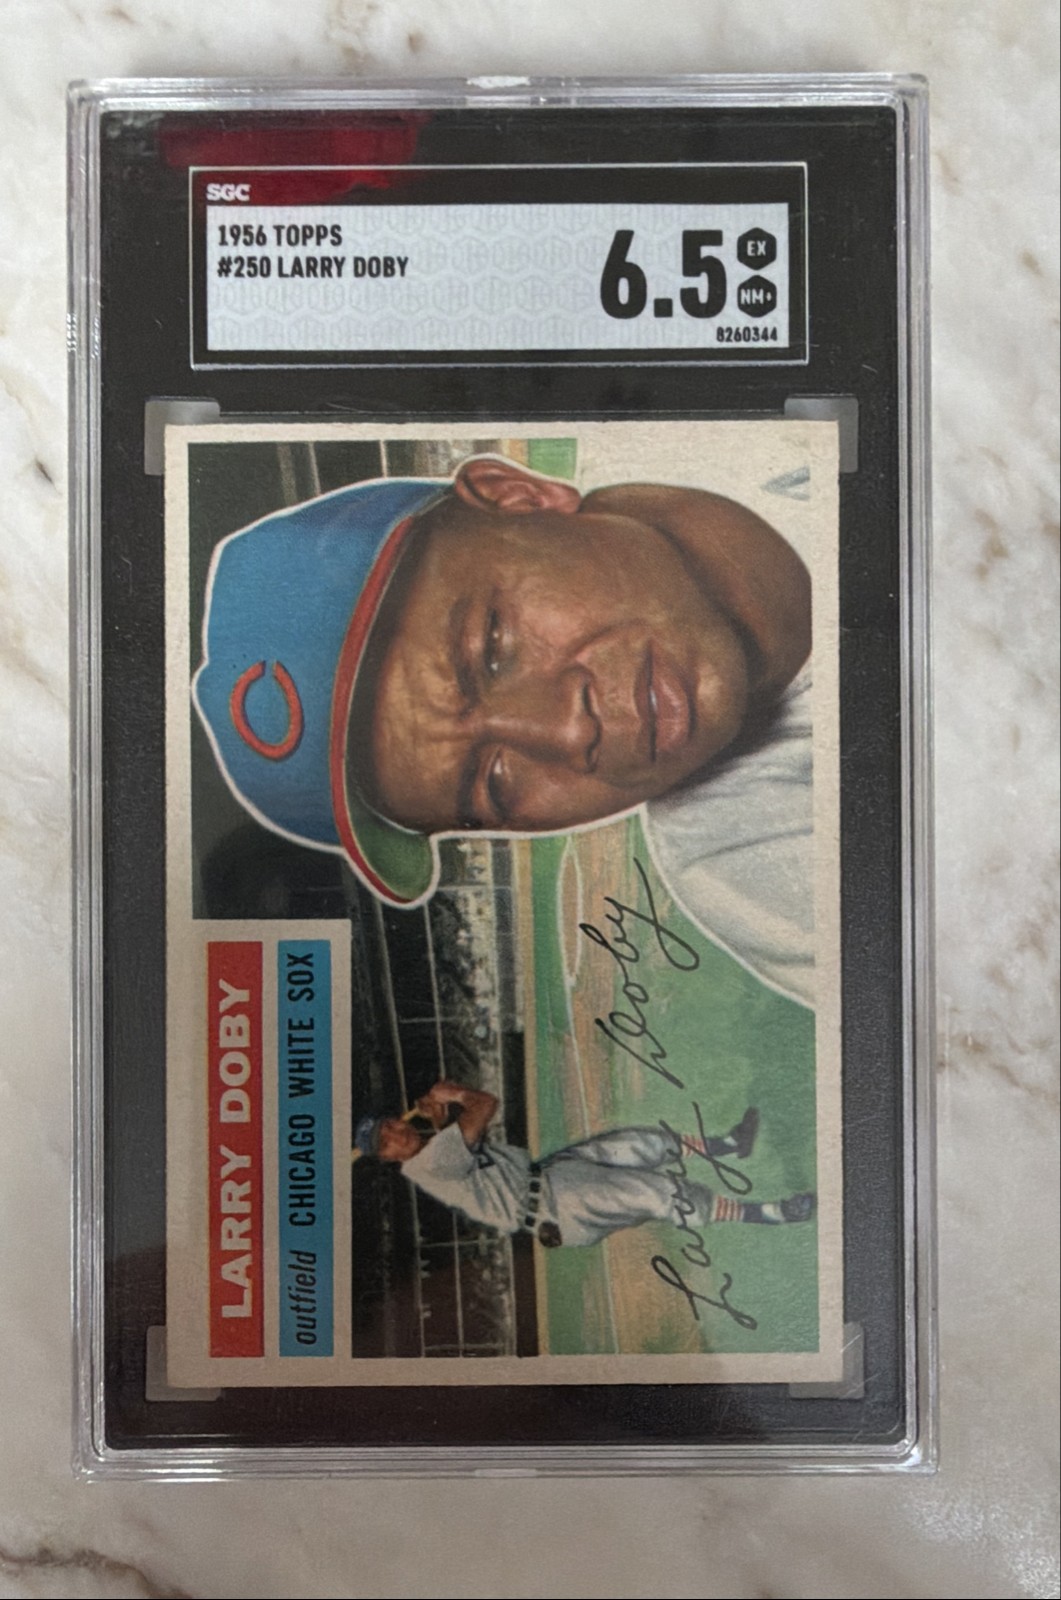 SGC
1956 TOPPS
#250 LARRY DOBY
6.5
EX
NM+
8260344
C
LARRY DOBY
outfield CHICAGO WHITE SOX
Larry Doby